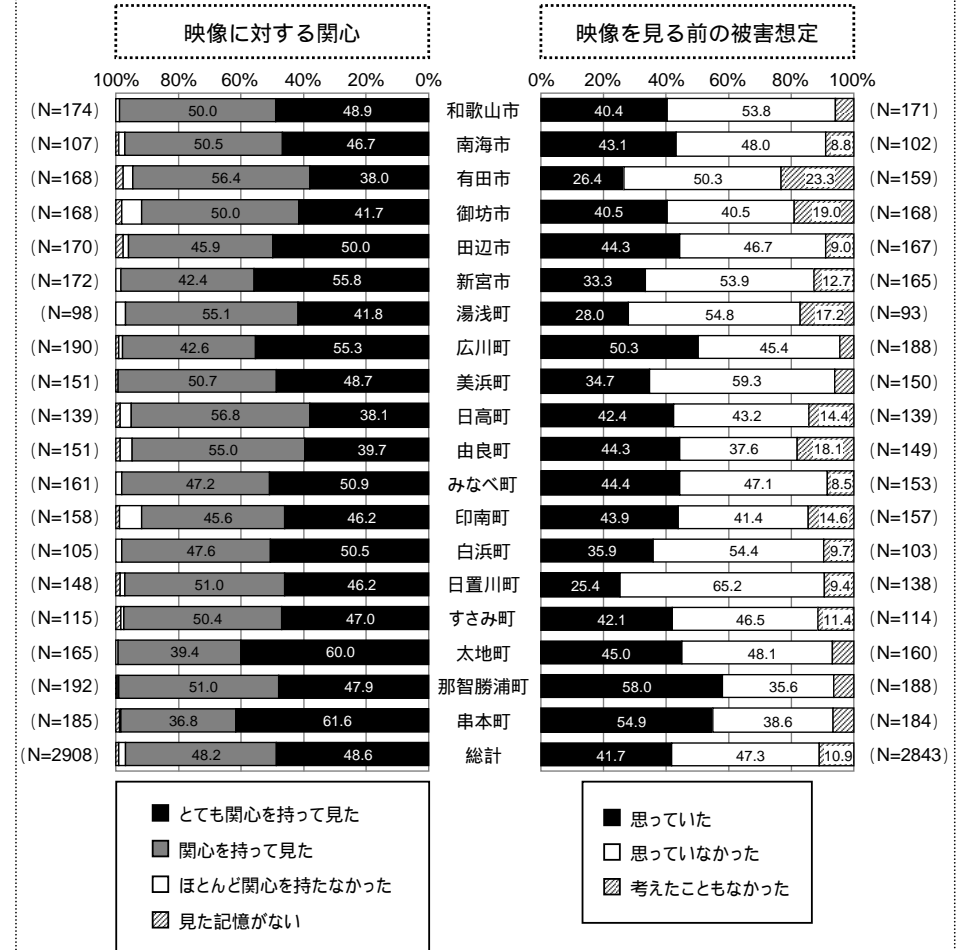 映像に対する関心 映像を見る前の被害想定
100% 80% 60% 40% 20% 0% 0% 20% 40% 60% 80% 100%
(N=174) 50.0 48.9 和歌山市 40.4 53.8 (N=171)
(N=107) 50.5 46.7 南海市 43.1 48.0 8.8 (N=102)
(N=168) 56.4 38.0 有田市 26.4 50.3 23.3 (N=159)
(N=168) 50.0 41.7 御坊市 40.5 40.5 19.0 (N=168)
(N=170) 45.9 50.0 田辺市 44.3 46.7 9.0 (N=167)
(N=172) 42.4 55.8 新宮市 33.3 53.9 12.7 (N=165)
(N=98) 55.1 41.8 湯浅町 28.0 54.8 17.2 (N=93)
(N=190) 42.6 55.3 広川町 50.3 45.4 (N=188)
(N=151) 50.7 48.7 美浜町 34.7 59.3 (N=150)
(N=139) 56.8 38.1 日高町 42.4 43.2 14.4 (N=139)
(N=151) 55.0 39.7 由良町 44.3 37.6 18.1 (N=149)
(N=161) 47.2 50.9 みなべ町 44.4 47.1 8.5 (N=153)
(N=158) 45.6 46.2 印南町 43.9 41.4 14.6 (N=157)
(N=105) 47.6 50.5 白浜町 35.9 54.4 9.7 (N=103)
(N=148) 51.0 46.2 日置川町 25.4 65.2 9.4 (N=138)
(N=115) 50.4 47.0 すさみ町 42.1 46.5 11.4 (N=114)
(N=165) 39.4 60.0 太地町 45.0 48.1 (N=160)
(N=192) 51.0 47.9 那智勝浦町 58.0 35.6 (N=188)
(N=185) 36.8 61.6 串本町 54.9 38.6 (N=184)
(N=2908) 48.2 48.6 総計 41.7 47.3 10.9 (N=2843)
とても関心を持って見た
関心を持って見た
ほとんど関心を持たなかった
見た記憶がない
思っていた
思っていなかった
考えたこともなかった